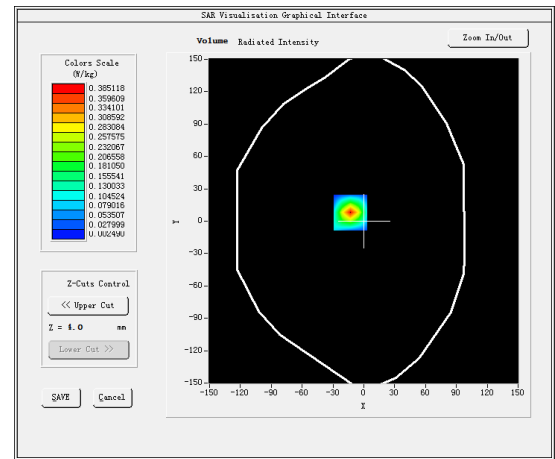 SAR Visualisation Graphical Interface
Volume Radiated Intensity
Zoom In/Out
Colors Scale
(W/kg)
0.385118
0.359609
0.334101
0.308592
0.283084
0.257575
0.232067
0.206558
0.181050
0.155541
0.130033
0.104524
0.079016
0.053507
0.027999
0.002490
Z-Cuts Control
<< Upper Cut
Z = 4.0 mm
Lower Cut >>
SAVE Cancel
150
120
90
60
30
Y 0
-30
-60
-90
-120
-150
-150 -120 -90 -60 -30 0 30 60 90 120 150
X